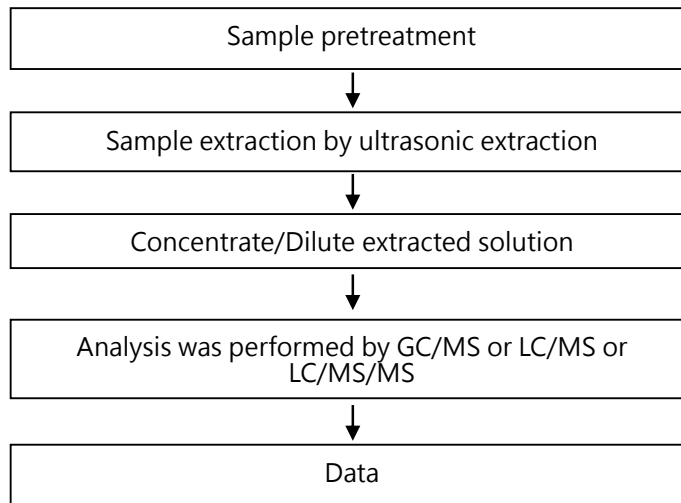 Sample pretreatment
Sample extraction by ultrasonic extraction
Concentrate/Dilute extracted solution
Analysis was performed by GC/MS or LC/MS or
LC/MS/MS
Data